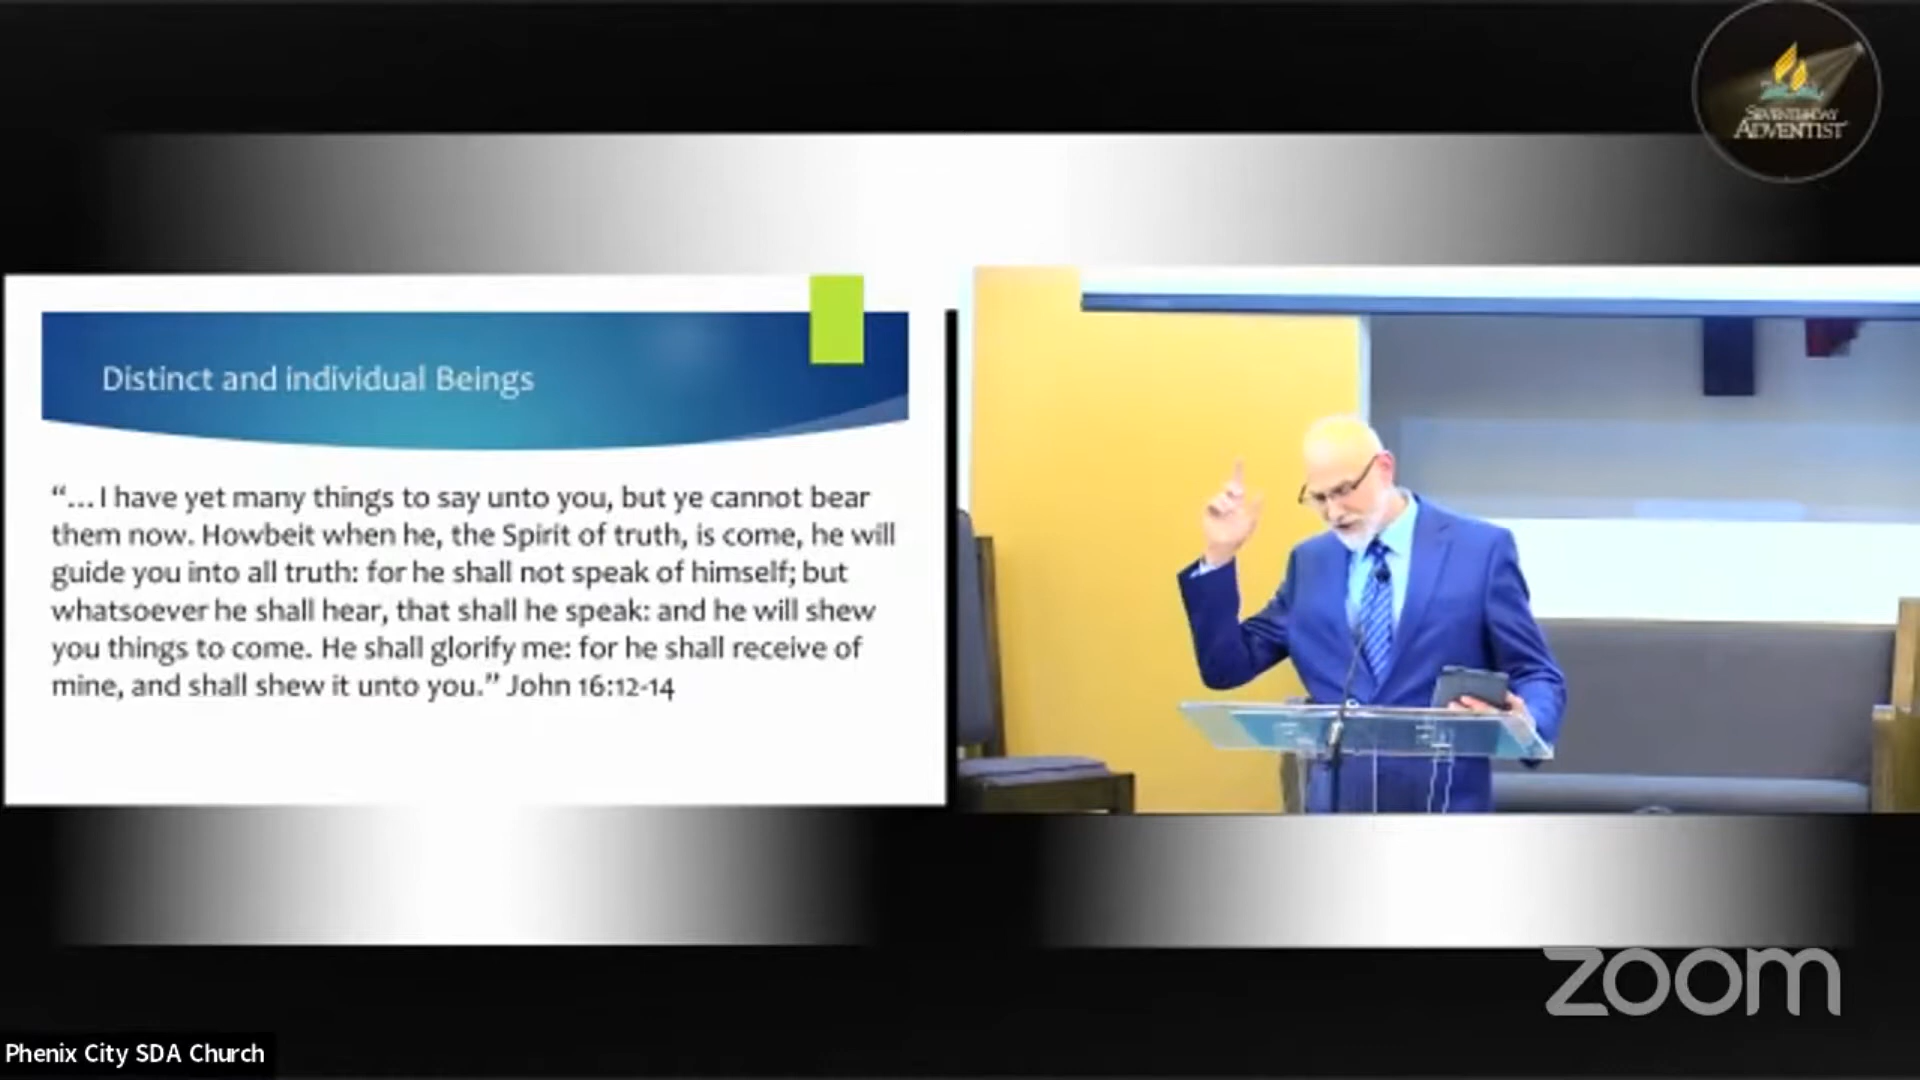 SEVENTH-DAY
ADVENTIST
Distinct and individual Beings
“…I have yet many things to say unto you, but ye cannot bear
them now. Howbeit when he, the Spirit of truth, is come, he will
guide you into all truth: for he shall not speak of himself; but
whatsoever he shall hear, that shall he speak: and he will shew
you things to come. He shall glorify me: for he shall receive of
mine, and shall shew it unto you.” John 16:12-14
zoom
Phenix City SDA Church